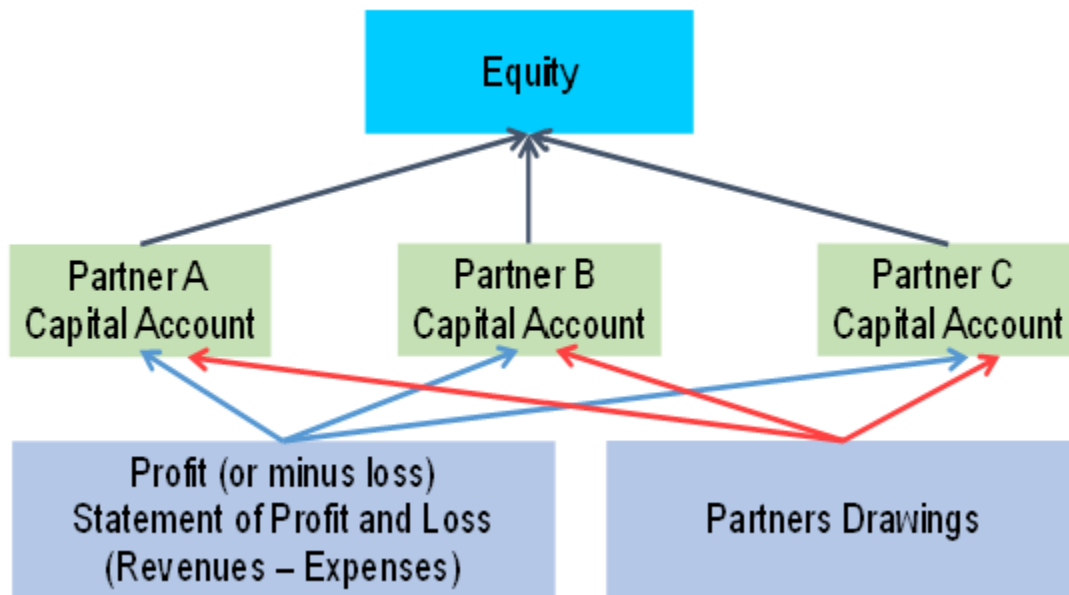 Equity
Partner A
Capital Account
Partner B
Capital Account
Partner C
Capital Account
Profit (or minus loss)
Statement of Profit and Loss
(Revenues – Expenses)
Partners Drawings